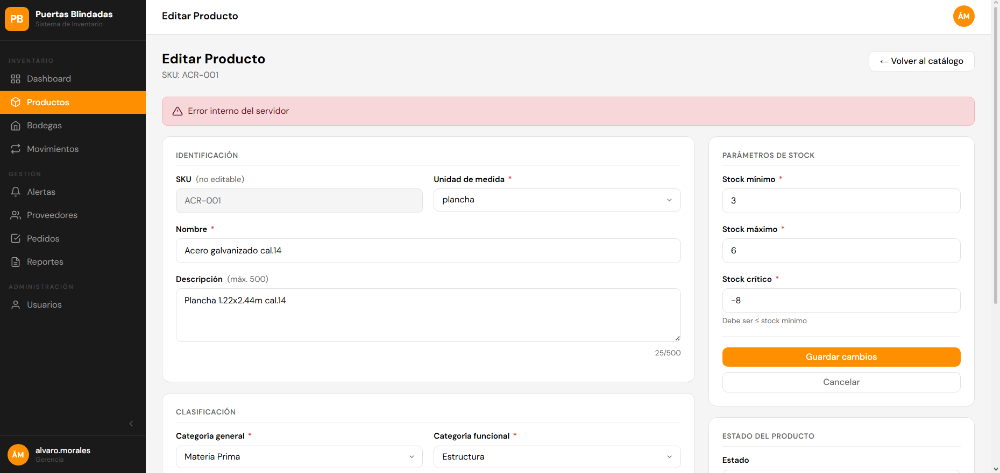 PB
Puertas Blindadas
Sistema de Inventario
INVENTARIO
Dashboard
Productos
Bodegas
Movimientos
GESTIÓN
Alertas
Proveedores
Pedidos
Reportes
ADMINISTRACIÓN
Usuarios
ÁM
alvaro.morales
Gerencia
Editar Producto
ÁM
Editar Producto
SKU: ACR-001
← Volver al catálogo
Error interno del servidor
IDENTIFICACIÓN
SKU (no editable)
ACR-001
Unidad de medida *
plancha
Nombre *
Acero galvanizado cal.14
Descripción (máx. 500)
Plancha 1.22x2.44m cal.14
25/500
CLASIFICACIÓN
Categoría general *
Materia Prima
Categoría funcional *
Estructura
PARÁMETROS DE STOCK
Stock mínimo *
3
Stock máximo *
6
Stock crítico *
-8
Debe ser ≤ stock mínimo
Guardar cambios
Cancelar
ESTADO DEL PRODUCTO
Estado